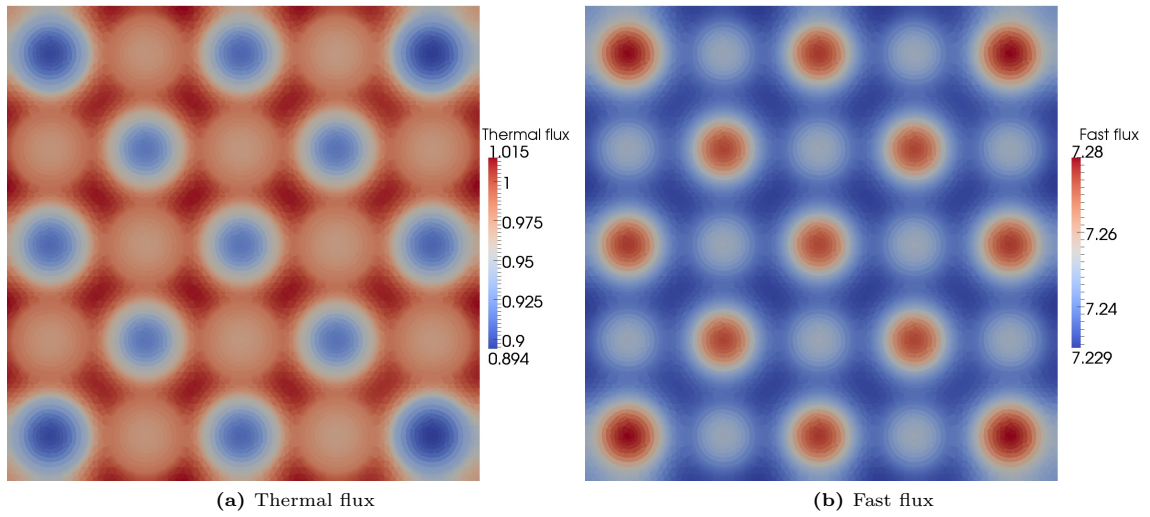 Thermal flux
1.015
1
0.975
0.95
0.925
0.9
0.894
Fast flux
7.28
7.26
7.24
7.229
(a) Thermal flux
(b) Fast flux